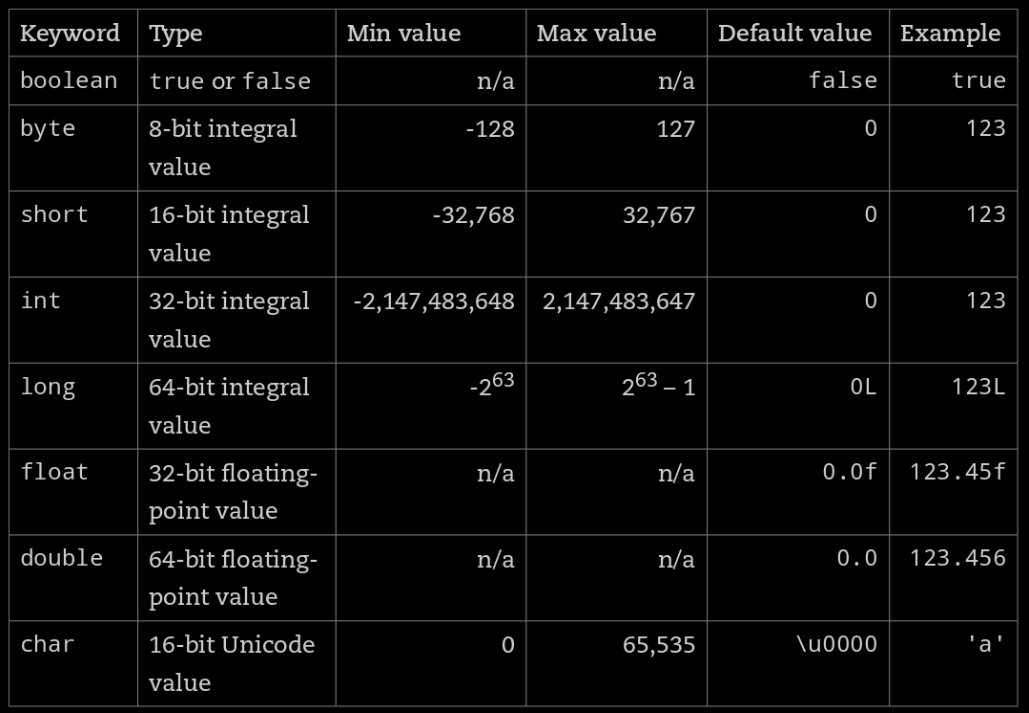 Keyword Type Min value Max value Default value Example
boolean true or false n/a n/a false true
byte 8-bit integral -128 127 0 123
value
short 16-bit integral -32,768 32,767 0 123
value
int 32-bit integral -2,147,483,648 2,147,483,647 0 123
value
long 64-bit integral -2⁶³ 2⁶³ – 1 0L 123L
value
float 32-bit floating- n/a n/a 0.0f 123.45f
point value
double 64-bit floating- n/a n/a 0.0 123.456
point value
char 16-bit Unicode 0 65,535 \u0000 'a'
value